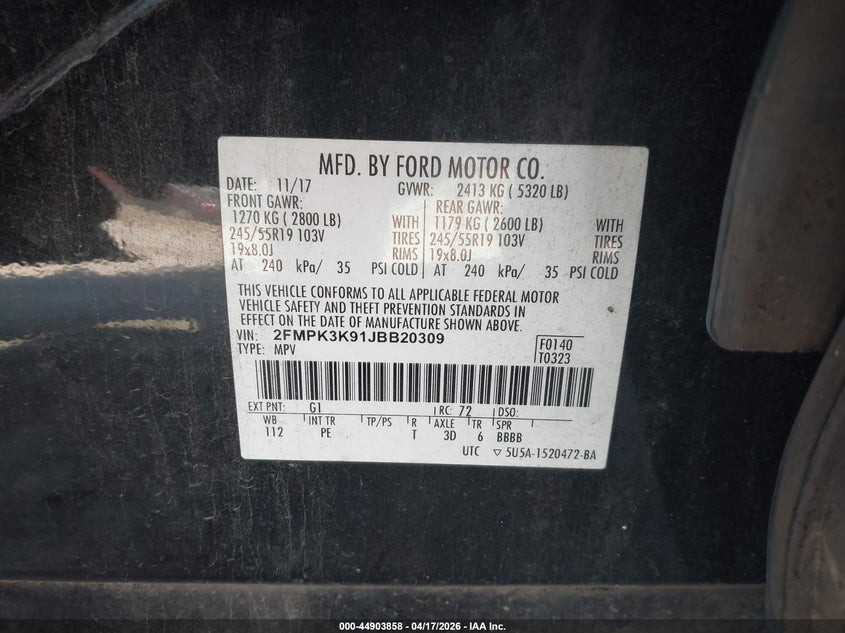 MFD. BY FORD MOTOR CO.
DATE: 11/17 GVWR: 2413 KG ( 5320 LB)
FRONT GAWR: REAR GAWR:
1270 KG ( 2800 LB) WITH 1179 KG ( 2600 LB) WITH
245/55R19 103V TIRES 245/55R19 103V TIRES
19x8.0J RIMS 19x8.0J RIMS
AT 240 kPa/ 35 PSI COLD AT 240 kPa/ 35 PSI COLD
THIS VEHICLE CONFORMS TO ALL APPLICABLE FEDERAL MOTOR
VEHICLE SAFETY AND THEFT PREVENTION STANDARDS IN
EFFECT ON THE DATE OF MANUFACTURE SHOWN ABOVE.
VIN: 2FMPK3K91JBB20309 F0140
TYPE: MPV T0323
EXT PNT: G1 RC: 72 DSO:
WB INT TR TP/PS R AXLE TR SPR
112 PE T 3D 6 BBBB
UTC ▽ 5U5A-1520472-BA
000-44903858 - 04/17/2026 - IAA Inc.